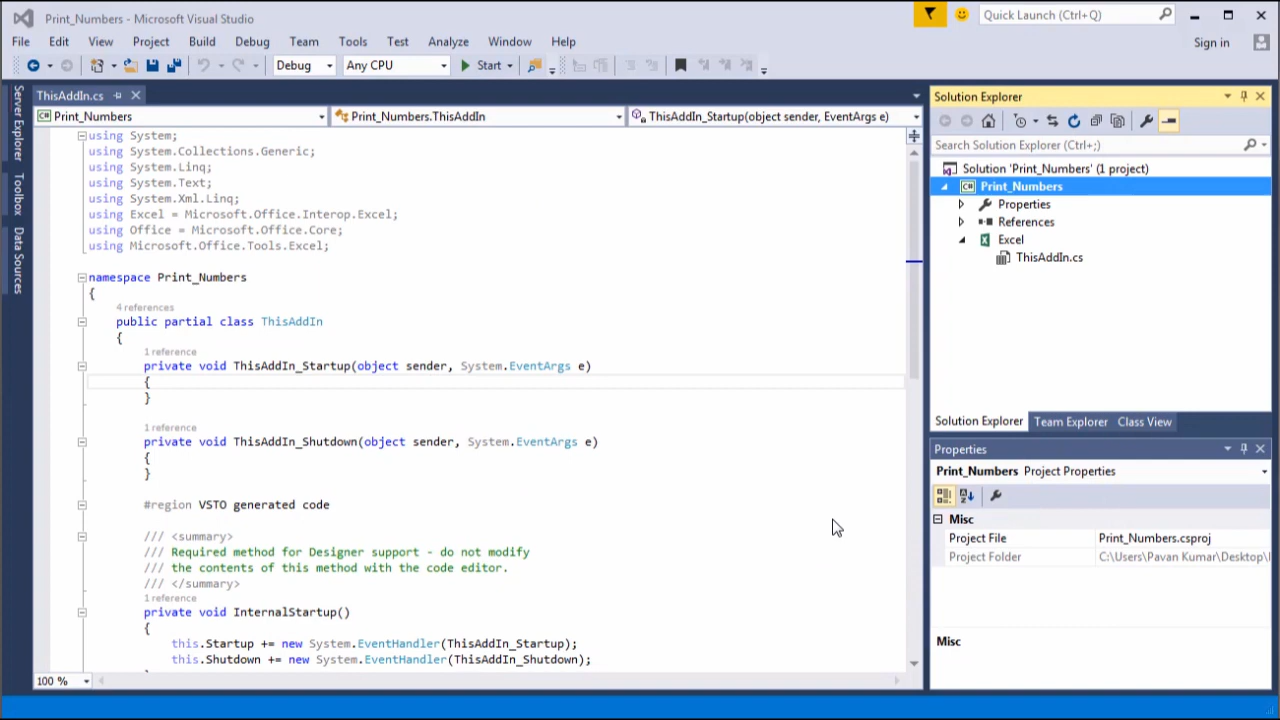 Print_Numbers - Microsoft Visual Studio
Quick Launch (Ctrl+Q)
File Edit View Project Build Debug Team Tools Test Analyze Window Help
Sign in
Debug Any CPU Start
Server Explorer
Toolbox
Data Sources
ThisAddIn.cs
Print_Numbers Print_Numbers.ThisAddIn ThisAddIn_Startup(object sender, EventArgs e)
using System;
using System.Collections.Generic;
using System.Linq;
using System.Text;
using System.Xml.Linq;
using Excel = Microsoft.Office.Interop.Excel;
using Office = Microsoft.Office.Core;
using Microsoft.Office.Tools.Excel;
namespace Print_Numbers
{
4 references
public partial class ThisAddIn
{
1 reference
private void ThisAddIn_Startup(object sender, System.EventArgs e)
{
}
1 reference
private void ThisAddIn_Shutdown(object sender, System.EventArgs e)
{
}
#region VSTO generated code
/// <summary>
/// Required method for Designer support - do not modify
/// the contents of this method with the code editor.
/// </summary>
1 reference
private void InternalStartup()
{
this.Startup += new System.EventHandler(ThisAddIn_Startup);
this.Shutdown += new System.EventHandler(ThisAddIn_Shutdown);
100 %
Solution Explorer
Search Solution Explorer (Ctrl+;)
Solution 'Print_Numbers' (1 project)
C# Print_Numbers
Properties
References
Excel
ThisAddIn.cs
Solution Explorer Team Explorer Class View
Properties
Print_Numbers Project Properties
Misc
Project File Print_Numbers.csproj
Project Folder C:\Users\Pavan Kumar\Desktop\
Misc